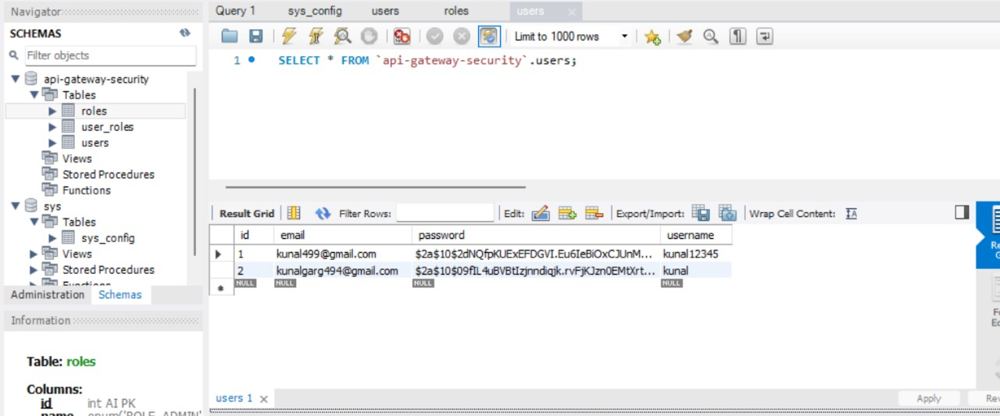 Navigator
SCHEMAS
Filter objects
api-gateway-security
Tables
roles
user_roles
users
Views
Stored Procedures
Functions
sys
Tables
sys_config
Views
Stored Procedures
Functions
Administration Schemas
Information
Table: roles
Columns:
id int AI PK
name enum('ROLE_ADMIN'
Query 1 sys_config users roles users
Limit to 1000 rows
1 SELECT * FROM `api-gateway-security`.users;
Result Grid Filter Rows: Edit: Export/Import: Wrap Cell Content:
id email password username
1 kunal499@gmail.com $2a$10$2dNQfpKUExEFDGVI.Eu6IeBiOxCJUnM... kunal12345
2 kunalgarg494@gmail.com $2a$10$09fIL4uBVBtIzjnndiqjk.rvFjKJzn0EMtXrt... kunal
NULL NULL NULL NULL
users 1
Apply